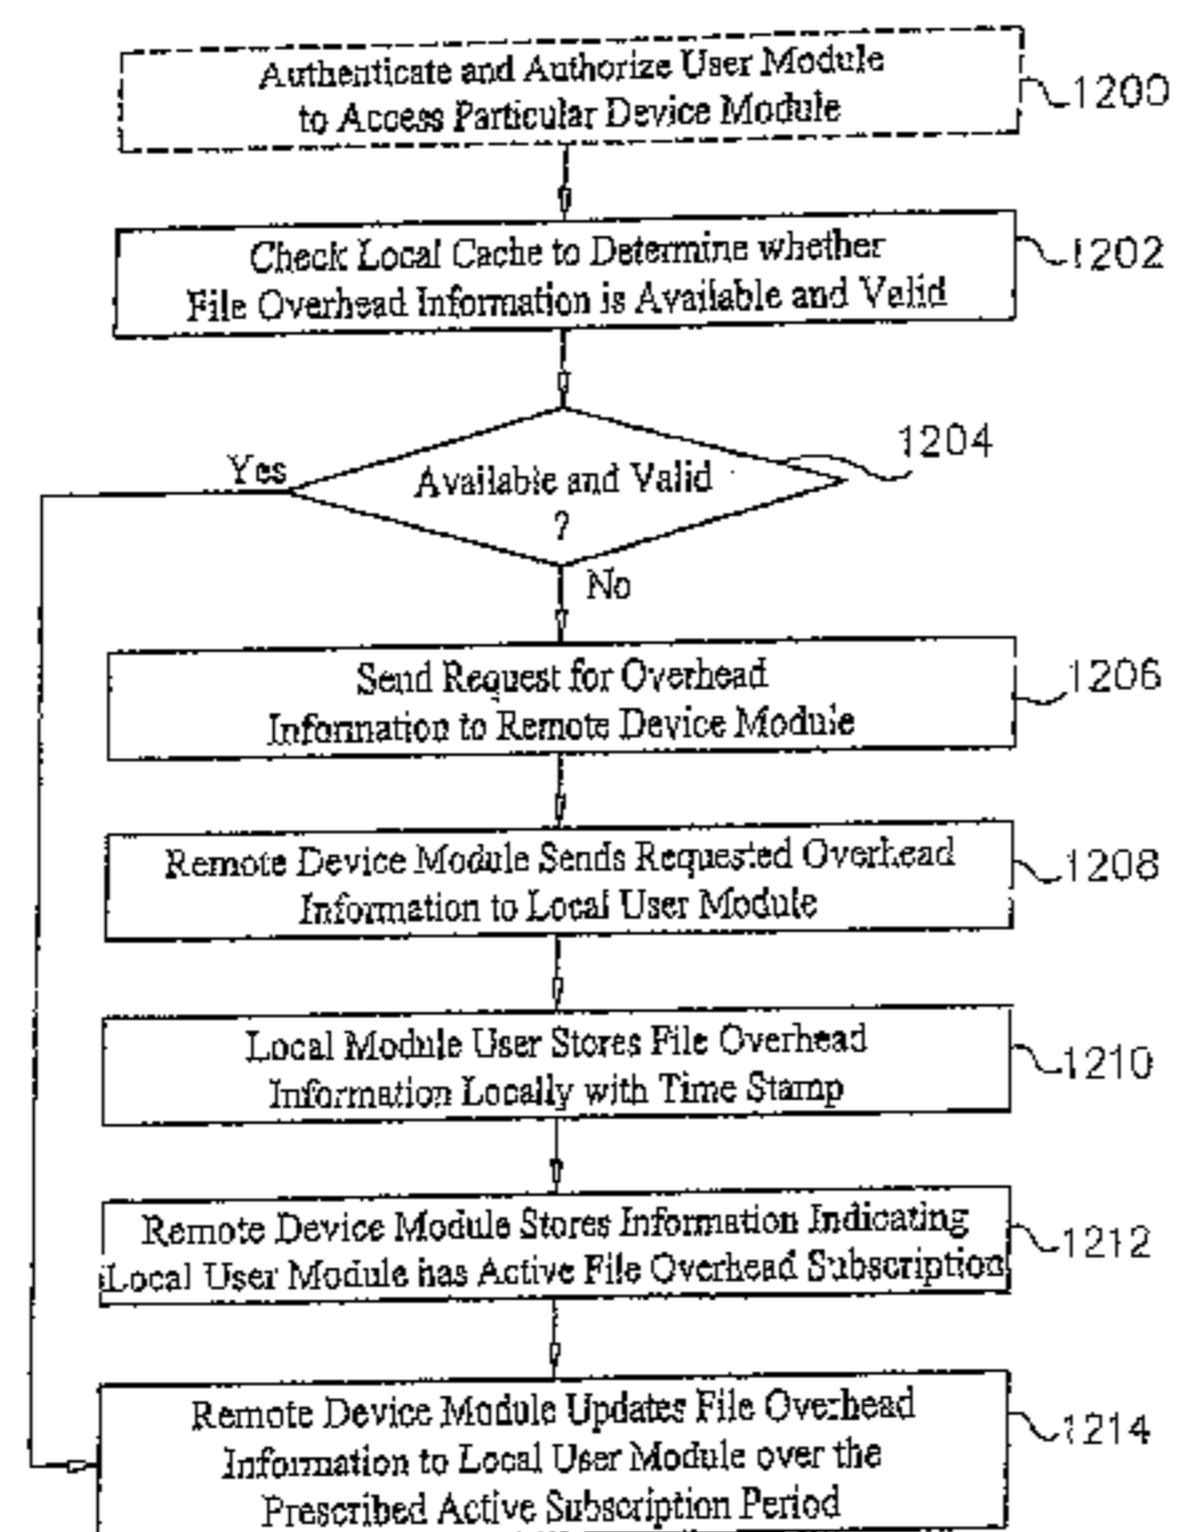 Authenticate and Authorize User Module
to Access Particular Device Module
1200
Check Local Cache to Determine whether
File Overhead Information is Available and Valid
1202
Available and Valid
?
1204
Yes
No
Send Request for Overhead
Information to Remote Device Module
1206
Remote Device Module Sends Requested Overhead
Information to Local User Module
1208
Local Module User Stores File Overhead
Information Locally with Time Stamp
1210
Remote Device Module Stores Information Indicating
Local User Module has Active File Overhead Subscription
1212
Remote Device Module Updates File Overhead
Information to Local User Module over the
Prescribed Active Subscription Period
1214